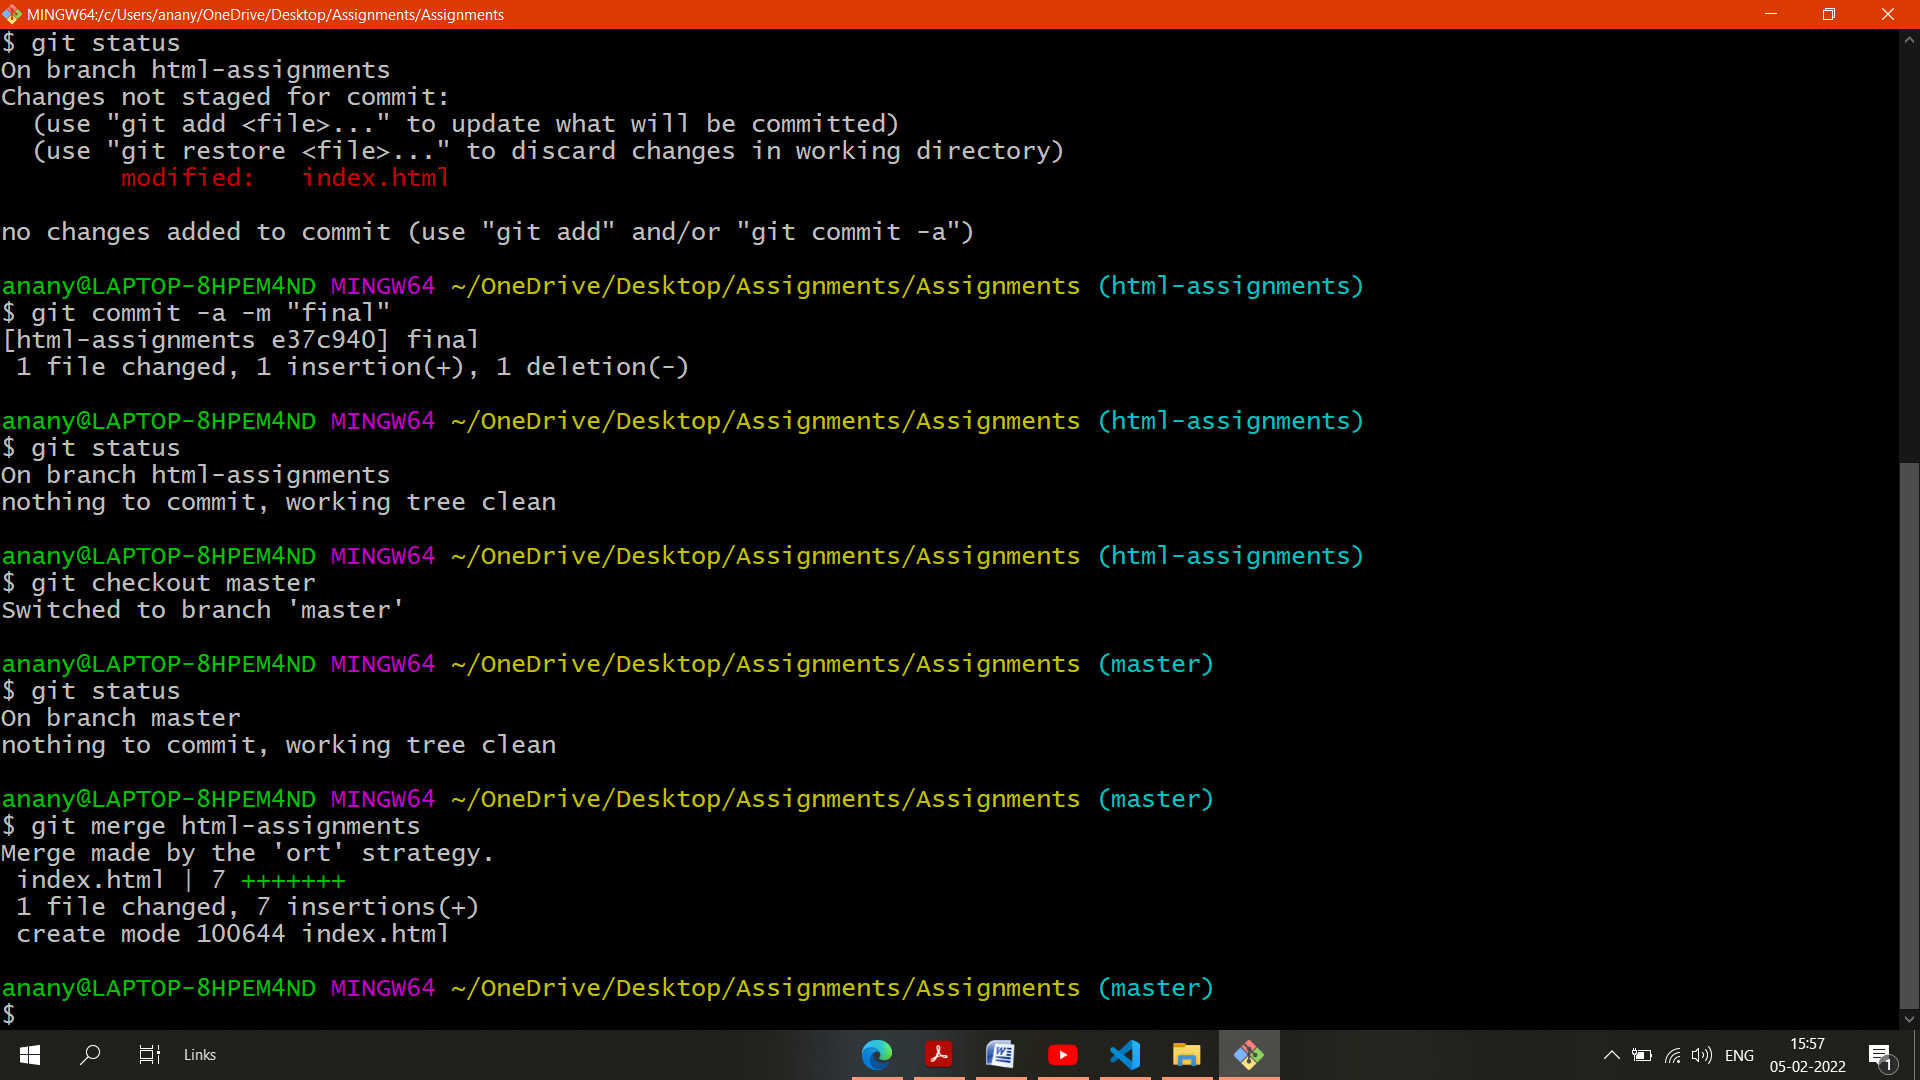 MINGW64:/c/Users/anany/OneDrive/Desktop/Assignments/Assignments
$ git status
On branch html-assignments
Changes not staged for commit:
  (use "git add <file>..." to update what will be committed)
  (use "git restore <file>..." to discard changes in working directory)
        modified:   index.html

no changes added to commit (use "git add" and/or "git commit -a")

anany@LAPTOP-8HPEM4ND MINGW64 ~/OneDrive/Desktop/Assignments/Assignments (html-assignments)
$ git commit -a -m "final"
[html-assignments e37c940] final
 1 file changed, 1 insertion(+), 1 deletion(-)

anany@LAPTOP-8HPEM4ND MINGW64 ~/OneDrive/Desktop/Assignments/Assignments (html-assignments)
$ git status
On branch html-assignments
nothing to commit, working tree clean

anany@LAPTOP-8HPEM4ND MINGW64 ~/OneDrive/Desktop/Assignments/Assignments (html-assignments)
$ git checkout master
Switched to branch 'master'

anany@LAPTOP-8HPEM4ND MINGW64 ~/OneDrive/Desktop/Assignments/Assignments (master)
$ git status
On branch master
nothing to commit, working tree clean

anany@LAPTOP-8HPEM4ND MINGW64 ~/OneDrive/Desktop/Assignments/Assignments (master)
$ git merge html-assignments
Merge made by the 'ort' strategy.
 index.html | 7 +++++++
 1 file changed, 7 insertions(+)
 create mode 100644 index.html

anany@LAPTOP-8HPEM4ND MINGW64 ~/OneDrive/Desktop/Assignments/Assignments (master)
$
Links
ENG
15:57
05-02-2022
1